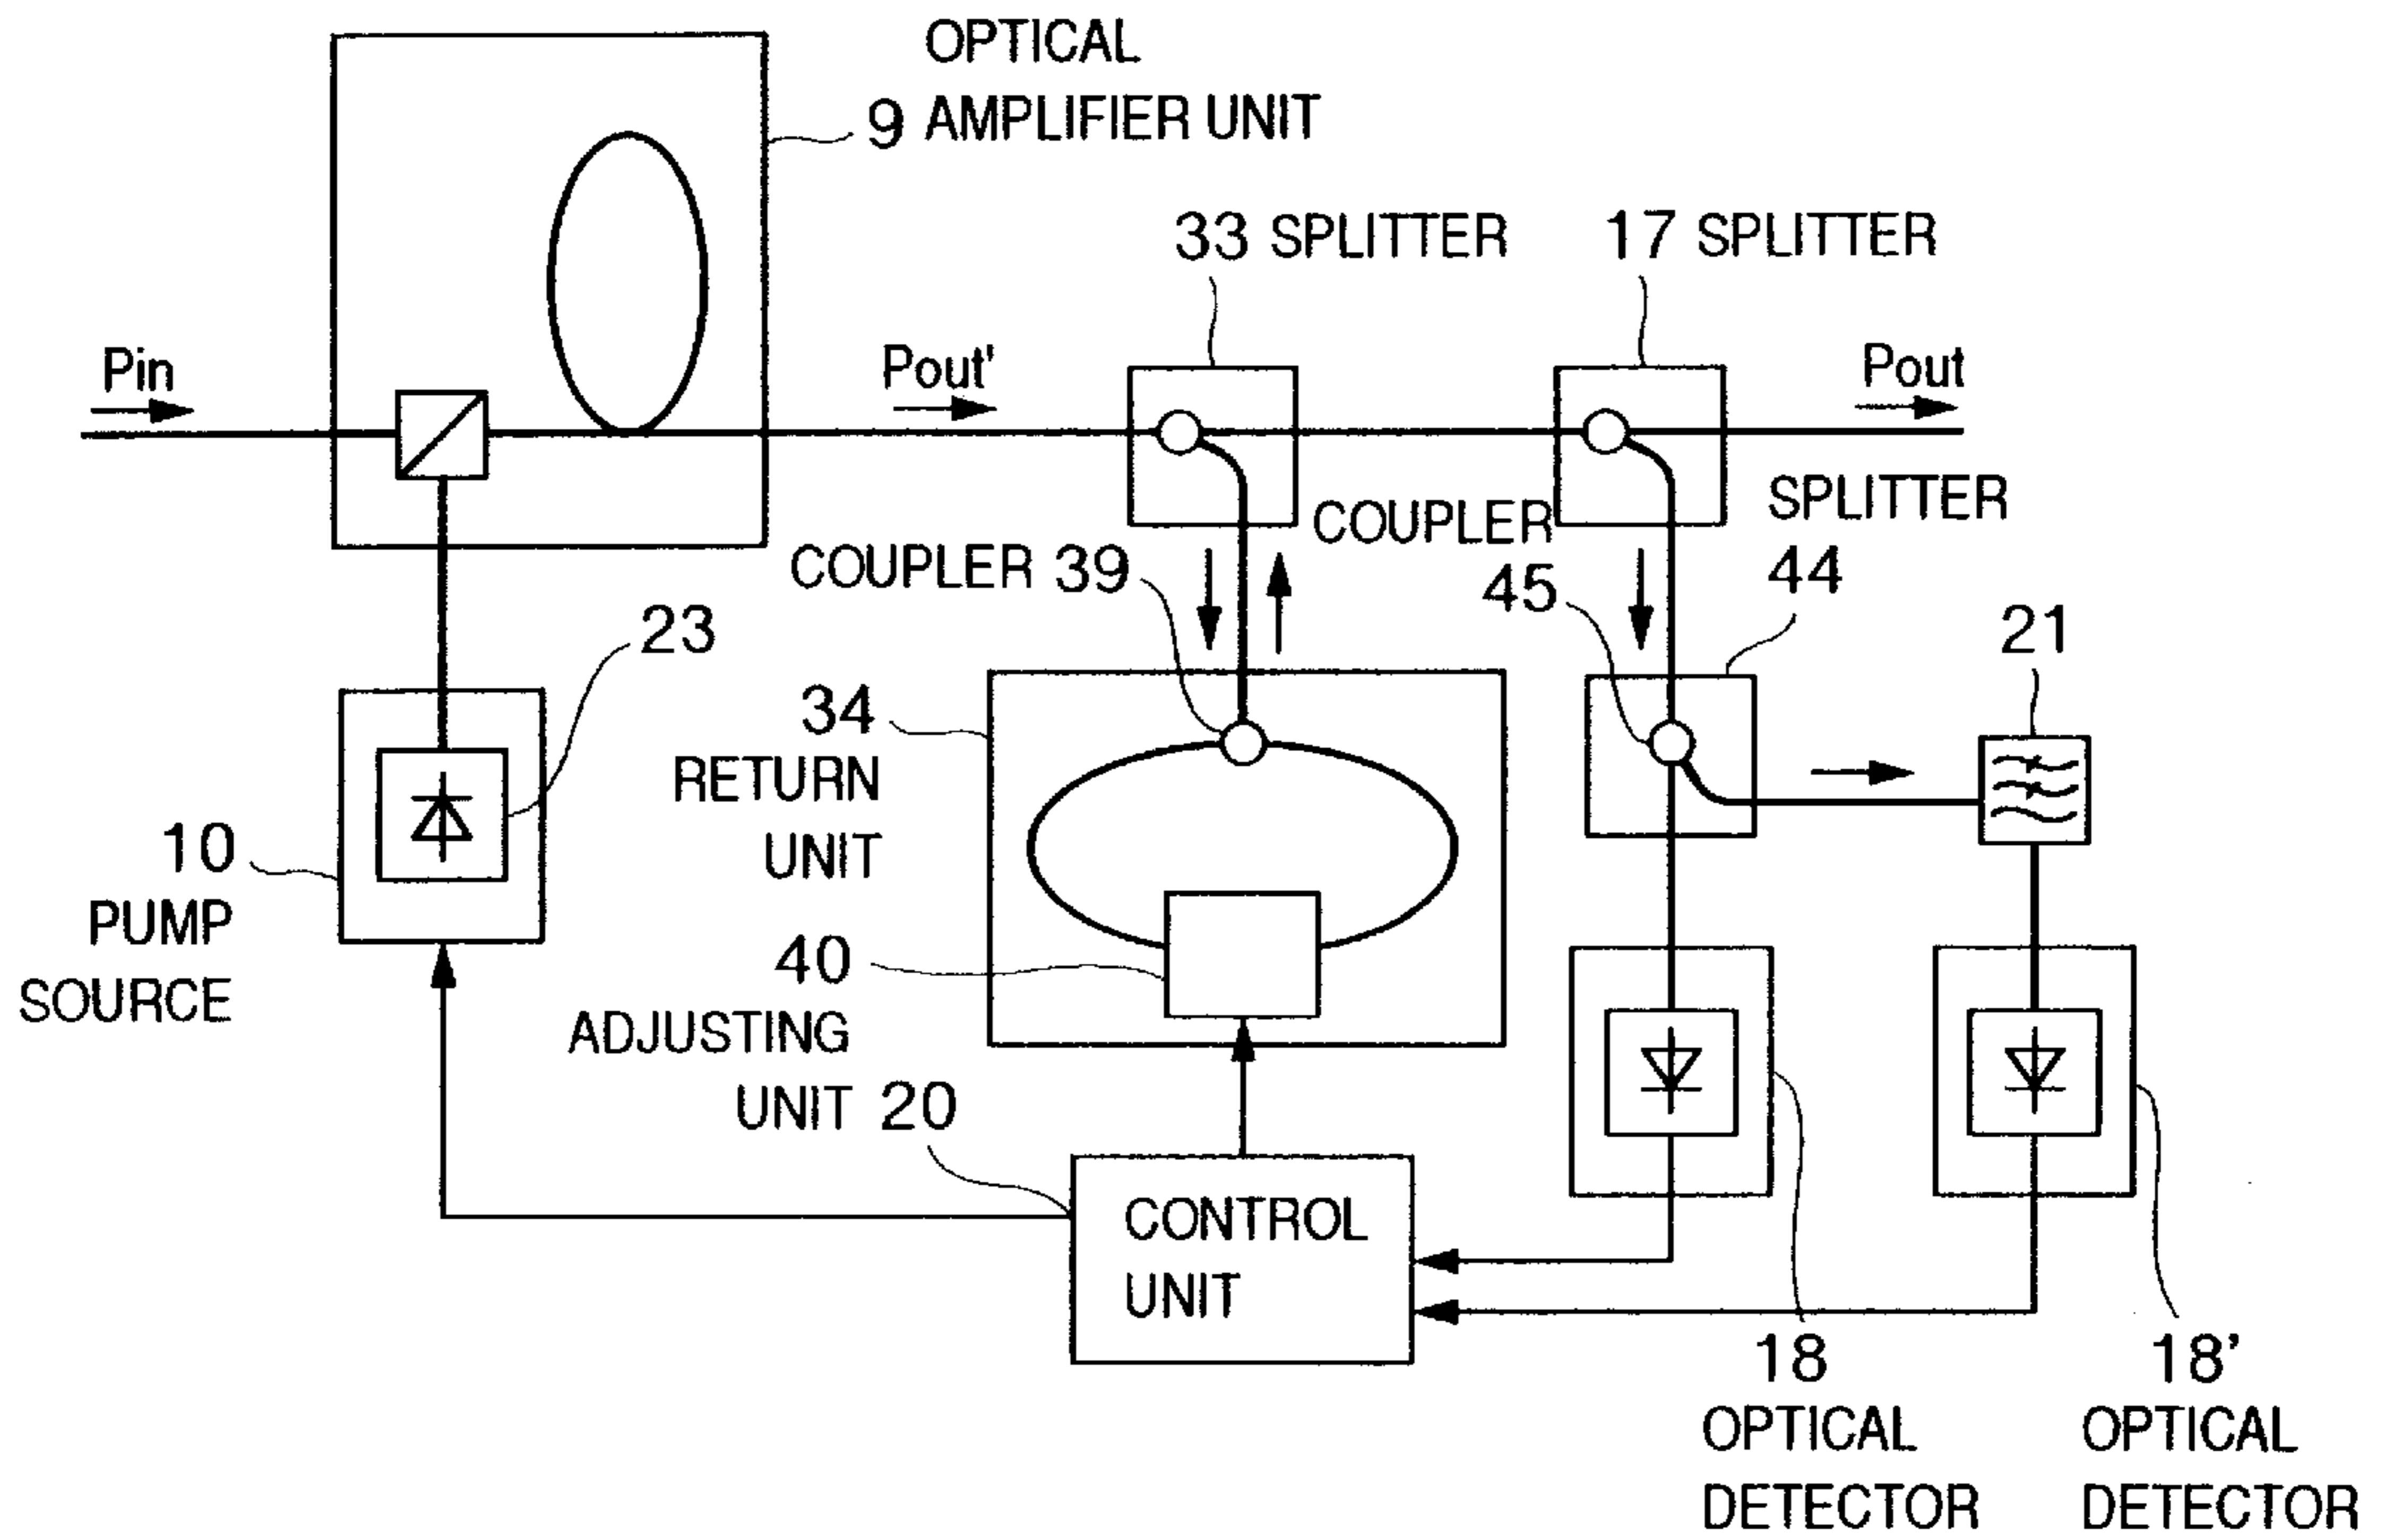 OPTICAL
9 AMPLIFIER UNIT
33 SPLITTER
17 SPLITTER
Pin
Pout'
Pout
SPLITTER
44
COUPLER
45
COUPLER 39
21
23
34
RETURN
UNIT
10
PUMP
SOURCE
40
ADJUSTING
UNIT
20
CONTROL
UNIT
18
OPTICAL
DETECTOR
18'
OPTICAL
DETECTOR